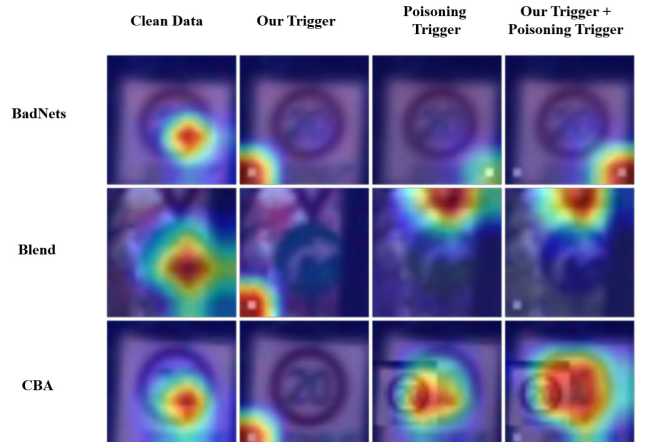 Clean Data
Our Trigger
Poisoning
Trigger
Our Trigger +
Poisoning Trigger
BadNets
Blend
CBA
20